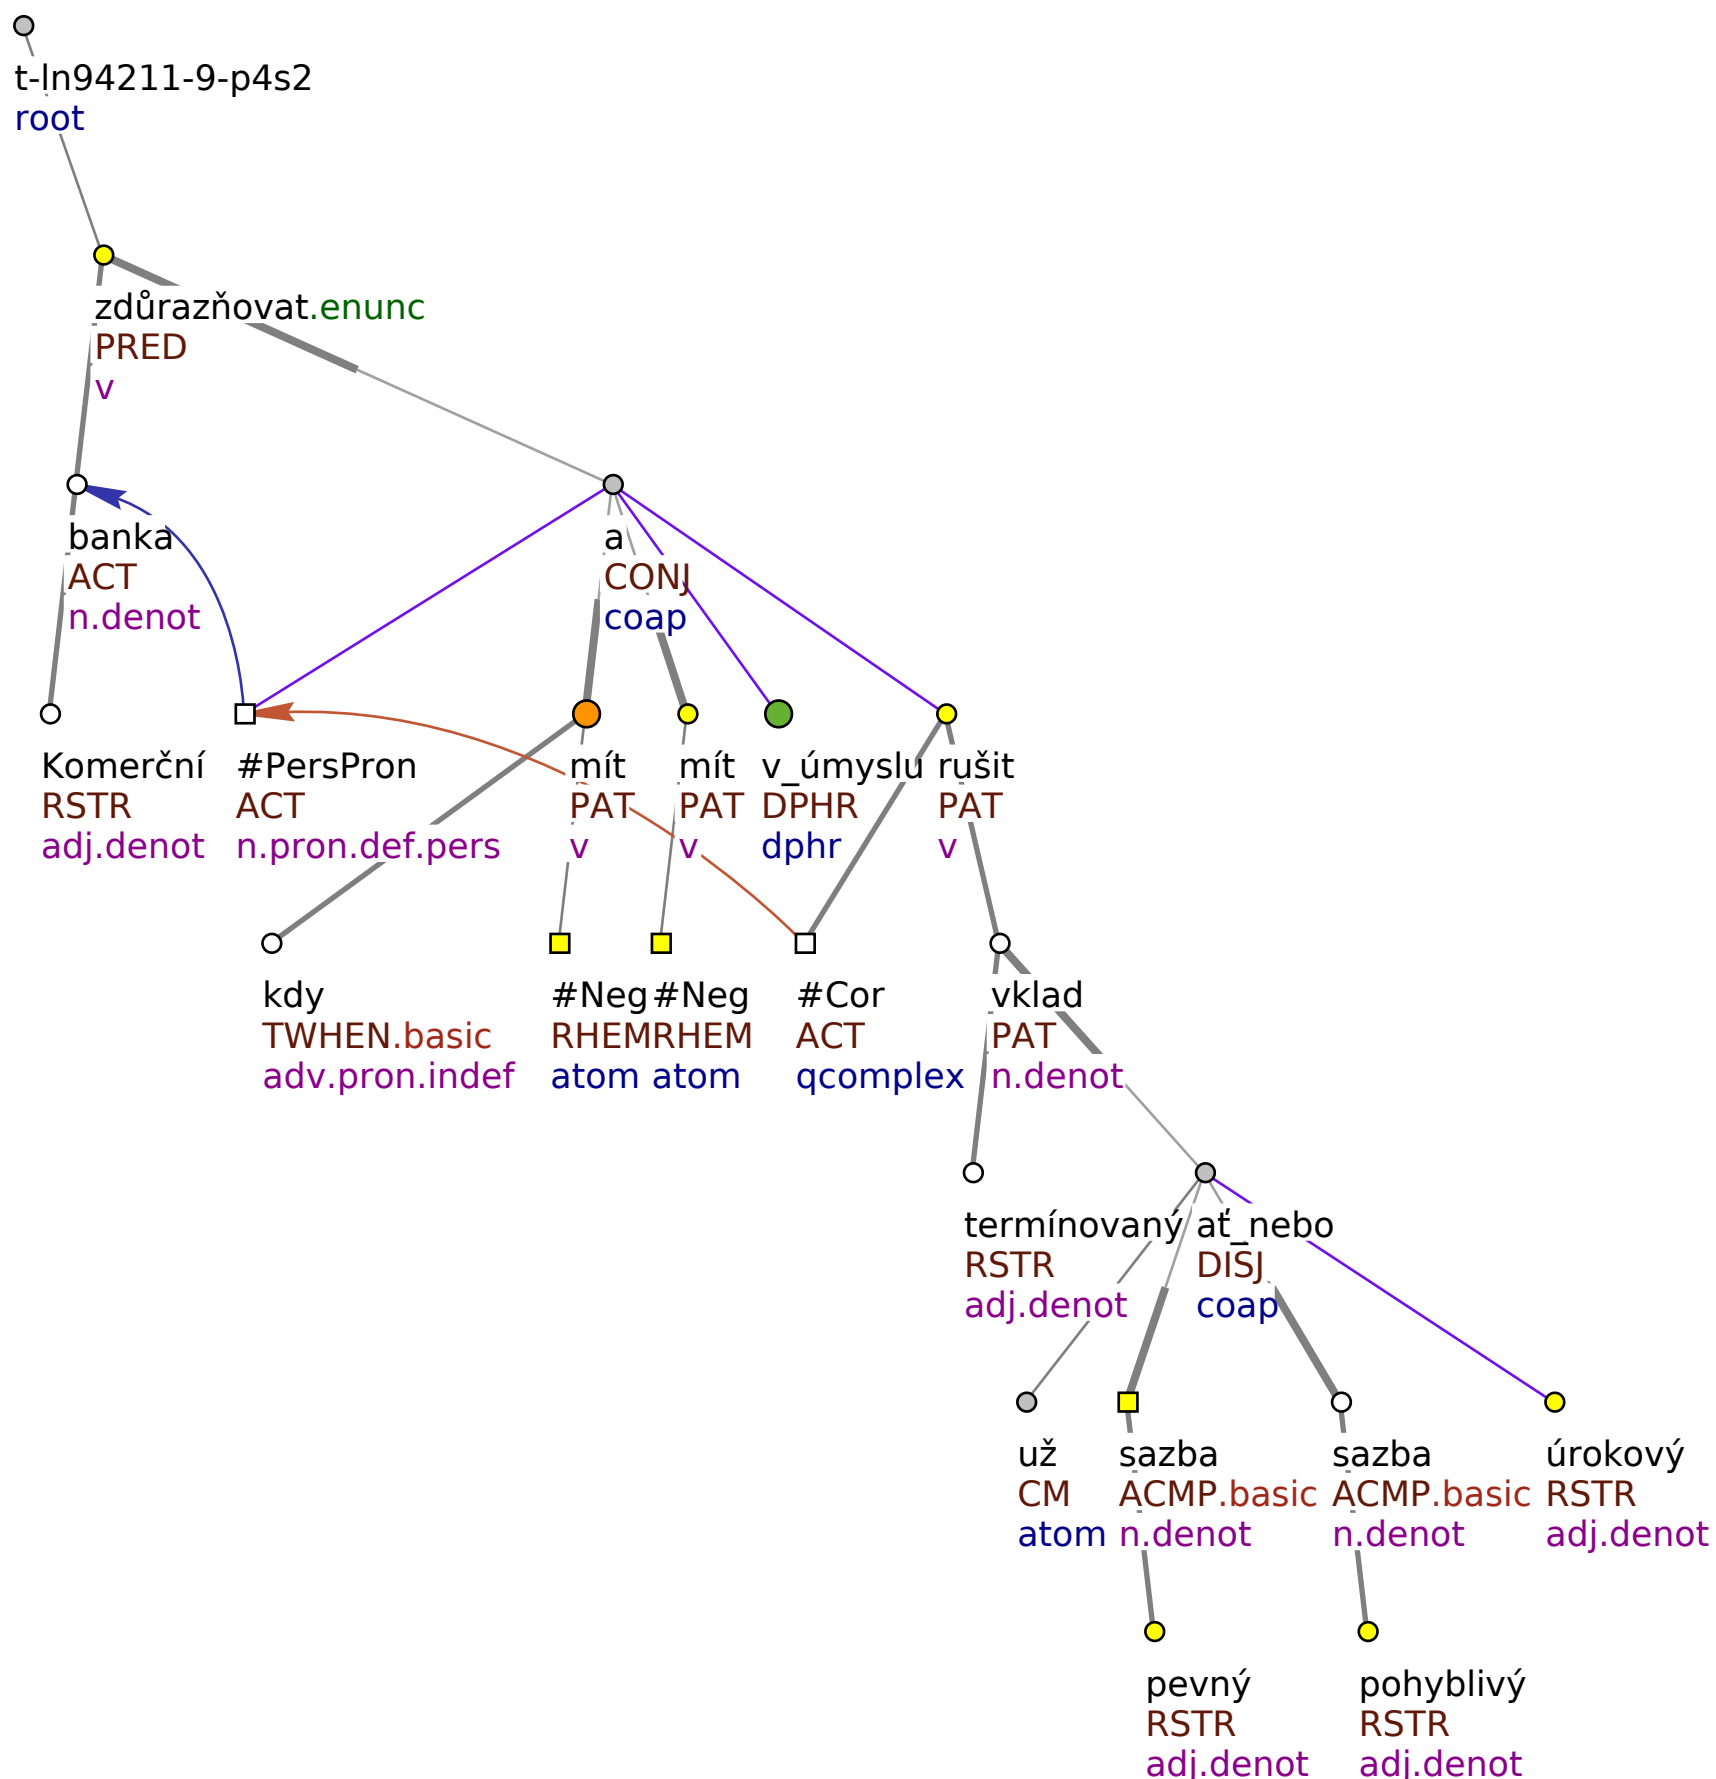 t-ln94211-9-p4s2
root
zdůrazňovat.enunc
PRED
v
banka
ACT
n.denot
a
CONJ
coap
Komerční
RSTR
adj.denot
#PersPron
ACT
n.pron.def.pers
mít
PAT
v
mít
PAT
v
v_úmyslu
DPHR
dphr
rušit
PAT
v
kdy
TWHEN.basic
adv.pron.indef
#Neg
RHEM
atom
#Neg
RHEM
atom
#Cor
ACT
qcomplex
vklad
PAT
n.denot
termínovaný
RSTR
adj.denot
ať_nebo
DISJ
coap
už
CM
atom
sazba
ACMP.basic
n.denot
sazba
ACMP.basic
n.denot
úrokový
RSTR
adj.denot
pevný
RSTR
adj.denot
pohyblivý
RSTR
adj.denot